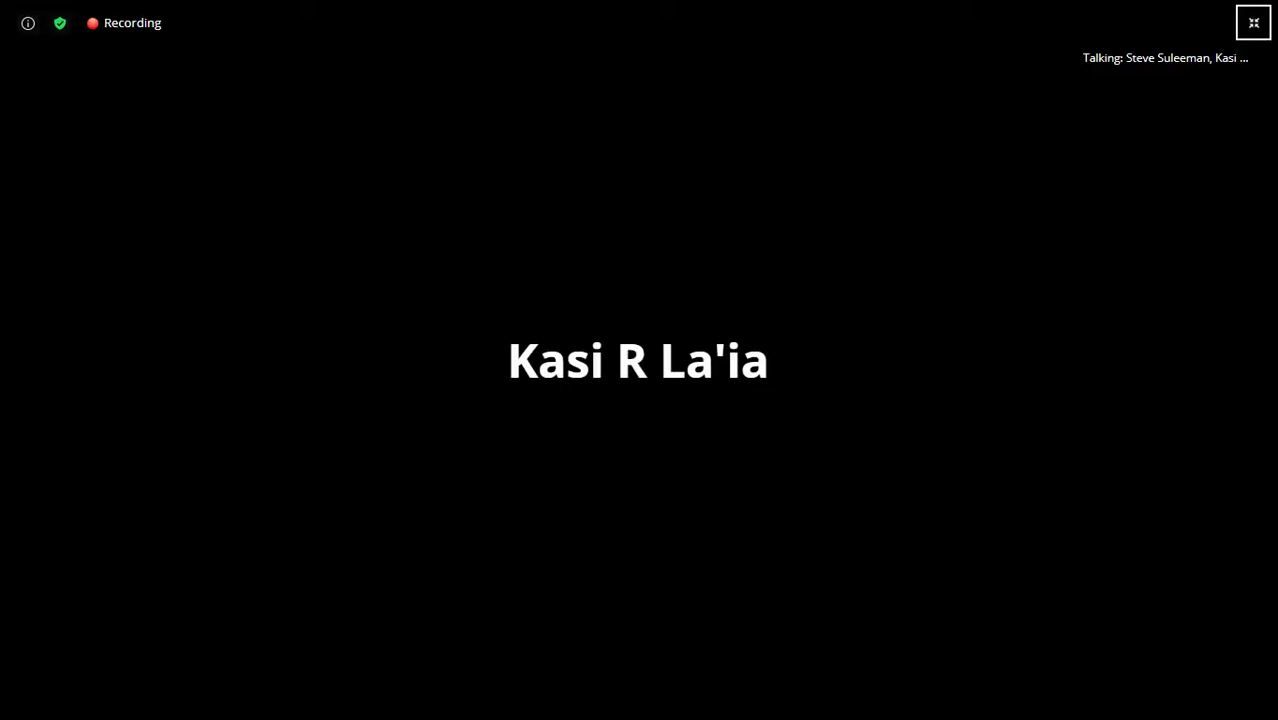 Recording
Talking: Steve Suleeman, Kasi ...
Kasi R La'ia